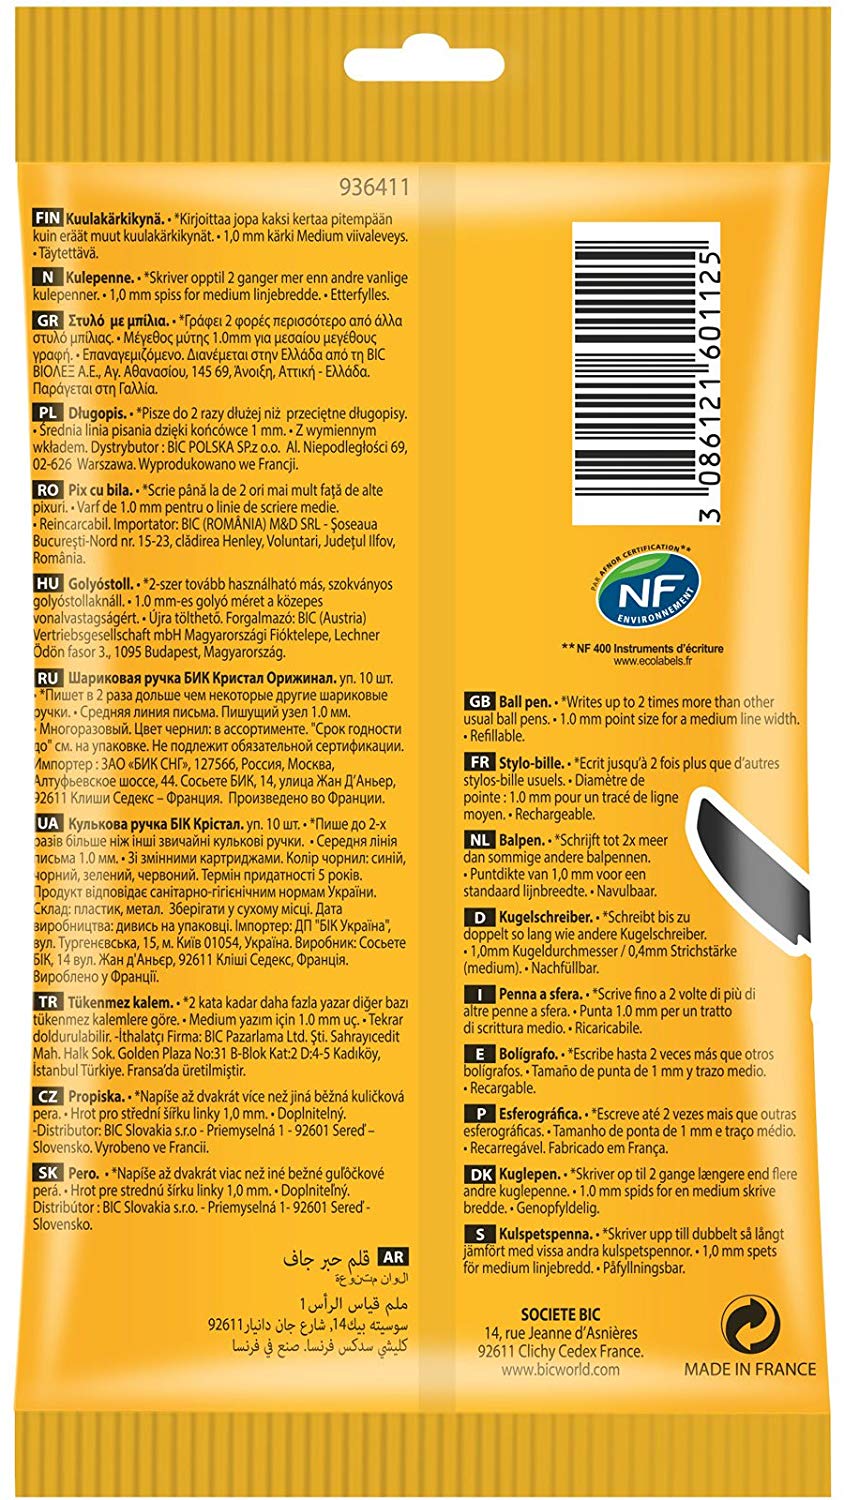 936411
FIN Kuulakärkikynä. • *Kirjoittaa jopa kaksi kertaa pitempään
kuin eräät muut kuulakärkikynät. • 1,0 mm kärki Medium viivaleveys.
• Täytettävä.
N Kulepenne. • *Skriver opptil 2 ganger mer enn andre vanlige
kulepenner. • 1,0 mm spiss for medium linjebredde. • Etterfylles.
GR Στυλό με μπίλια. • *Γράφει 2 φορές περισσότερο από άλλα
στυλό μπίλιας. • Μέγεθος μύτης 1.0mm για μεσαίου μεγέθους
γραφή. • Επαναγεμιζόμενο. Διανέμεται στην Ελλάδα από τη BIC
ΒΙΟΛΕΞ Α.Ε., Αγ. Αθανασίου, 145 69, Άνοιξη, Αττική - Ελλάδα.
Παράγεται στη Γαλλία.
PL Długopis. • *Pisze do 2 razy dłużej niż przeciętne długopisy.
• Średnia linia pisania dzięki końcówce 1 mm. • Z wymiennym
wkładem. Dystrybutor : BIC POLSKA SP.z o.o. Al. Niepodległości 69,
02-626 Warszawa. Wyprodukowano we Francji.
RO Pix cu bila. • *Scrie până la de 2 ori mai mult faţă de alte
pixuri. • Varf de 1.0 mm pentru o linie de scriere medie.
• Reincarcabil. Importator: BIC (ROMÂNIA) M&D SRL - Şoseaua
Bucureşti-Nord nr. 15-23, clădirea Henley, Voluntari, Judeţul Ilfov,
România.
HU Golyóstoll. • *2-szer tovább használható más, szokványos
golyóstollaknáll. • 1.0 mm-es golyó méret a közepes
vonalvastagságért. • Újra tölthető. Forgalmazó: BIC (Austria)
Vertriebsgesellschaft mbH Magyarországi Fióktelepe, Lechner
Ödön fasor 3., 1095 Budapest, Magyarország.
RU Шариковая ручка БИК Кристал Орижинал. уп. 10 шт.
• *Пишет в 2 раза дольше чем некоторые другие шариковые
ручки. • Средняя линия письма. Пишущий узел 1.0 мм.
• Многоразовый. Цвет чернил: в ассортименте. "Срок годности
до" см. на упаковке. Не подлежит обязательной сертификации.
Импортер : ЗАО «БИК СНГ», 127566, Россия, Москва,
Алтуфьевское шоссе, 44. Сосьете БИК, 14, улица Жан Д'Аньер,
92611 Клиши Седекс – Франция. Произведено во Франции.
UA Кулькова ручка БІК Крістал. уп. 10 шт. • *Пише до 2-х
разів більше ніж інші звичайні кулькові ручки. • Середня лінія
письма 1.0 мм. • Зі змінними картриджами. Колір чорнил: синій,
чорний, зелений, червоний. Термін придатності 5 років.
Продукт відповідає санітарно-гігієнічним нормам України.
Склад: пластик, метал. Зберігати у сухому місці. Дата
виробництва: дивись на упаковці. Імпортер: ДП "БІК Україна",
вул. Тургенєвська, 15, м. Київ 01054, Україна. Виробник: Сосьете
БІК, 14 вул. Жан д'Аньєр, 92611 Кліші Седекс, Франція.
Вироблено у Франції.
TR Tükenmez kalem. • *2 kata kadar daha fazla yazar diğer bazı
tükenmez kalemlere göre. • Medium yazım için 1.0 mm uç. • Tekrar
doldurulabilir. -İthalatçı Firma: BIC Pazarlama Ltd. Şti. Sahrayıcedit
Mah. Halk Sok. Golden Plaza No:31 B-Blok Kat:2 D:4-5 Kadıköy,
İstanbul Türkiye. Fransa'da üretilmiştir.
CZ Propiska. • *Napíše až dvakrát více než jiná běžná kuličková
pera. • Hrot pro střední šířku linky 1,0 mm. • Doplnitelný.
-Distributor: BIC Slovakia s.r.o - Priemyselná 1 - 92601 Sereď –
Slovensko. Vyrobeno ve Francii.
SK Pero. • *Napíše až dvakrát viac než iné bežné guľôčkové
perá. • Hrot pre strednú šírku linky 1,0 mm. • Doplniteľný.
Distribútor : BIC Slovakia s.r.o. - Priemyselná 1 - 92601 Sereď -
Slovensko.
AR قلم حبر جاف
الوان متنوعة
ملم قياس الرأس1
سوسيته بيك14, شارع جان دانيار92611
كليشي سدكس فرنسا. صنع في فرنسا
3 086121 601125
PAR AFNOR CERTIFICATION**
NF
ENVIRONNEMENT
**NF 400 Instruments d'écriture
www.ecolabels.fr
GB Ball pen. • *Writes up to 2 times more than other
usual ball pens. • 1.0 mm point size for a medium line width.
• Refillable.
FR Stylo-bille. • *Ecrit jusqu'à 2 fois plus que d'autres
stylos-bille usuels. • Diamètre de
pointe : 1.0 mm pour un tracé de ligne
moyen. • Rechargeable.
NL Balpen. • *Schrijft tot 2x meer
dan sommige andere balpennen.
• Puntdikte van 1,0 mm voor een
standaard lijnbreedte. • Navulbaar.
D Kugelschreiber. • *Schreibt bis zu
doppelt so lang wie andere Kugelschreiber.
• 1,0mm Kugeldurchmesser / 0,4mm Strichstärke
(medium). • Nachfüllbar.
I Penna a sfera. • *Scrive fino a 2 volte di più di
altre penne a sfera. • Punta 1.0 mm per un tratto
di scrittura medio. • Ricaricabile.
E Bolígrafo. • *Escribe hasta 2 veces más que otros
bolígrafos. • Tamaño de punta de 1 mm y trazo medio.
• Recargable.
P Esferográfica. • *Escreve até 2 vezes mais que outras
esferográficas. • Tamanho de ponta de 1 mm e traço médio.
• Recarregável. Fabricado em França.
DK Kuglepen. • *Skriver op til 2 gange længere end flere
andre kuglepenne. • 1.0 mm spids for en medium skrive
bredde. • Genopfyldelig.
S Kulspetspenna. • *Skriver upp till dubbelt så långt
jämfört med vissa andra kulspetspennor. • 1,0 mm spets
för medium linjebredd. • Påfyllningsbar.
SOCIETE BIC
14, rue Jeanne d'Asnières
92611 Clichy Cedex France.
www.bicworld.com
MADE IN FRANCE